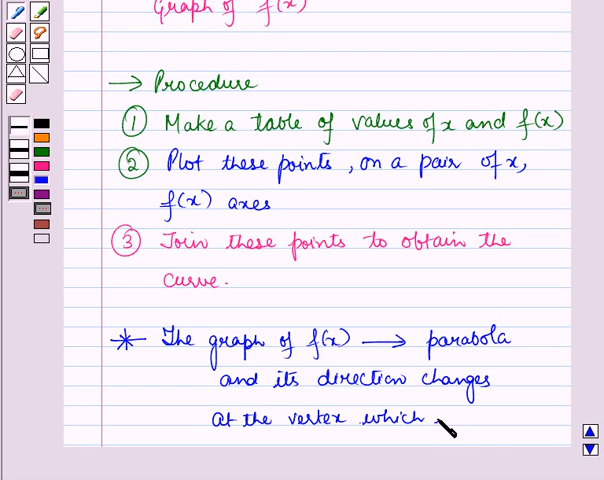 Graph of f(x)
→ Procedure
① Make a table of values of x and f(x)
② Plot these points, on a pair of x,
f(x) axes
③ Join these points to obtain the
curve.
* The graph of f(x) → parabola
and its direction changes
at the vertex which